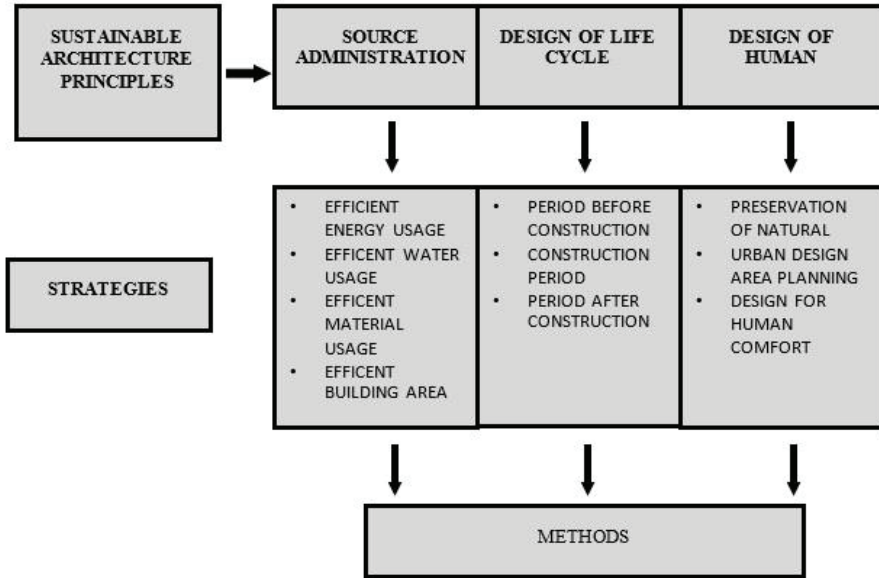 SUSTAINABLE
ARCHITECTURE
PRINCIPLES
SOURCE
ADMINISTRATION
DESIGN OF LIFE
CYCLE
DESIGN OF
HUMAN
STRATEGIES
• EFFICIENT
ENERGY USAGE
• EFFICENT WATER
USAGE
• EFFICENT
MATERIAL
USAGE
• EFFICENT
BUILDING AREA
• PERIOD BEFORE
CONSTRUCTION
• CONSTRUCTION
PERIOD
• PERIOD AFTER
CONSTRUCTION
• PRESERVATION
OF NATURAL
• URBAN DESIGN
AREA PLANNING
• DESIGN FOR
HUMAN
COMFORT
METHODS